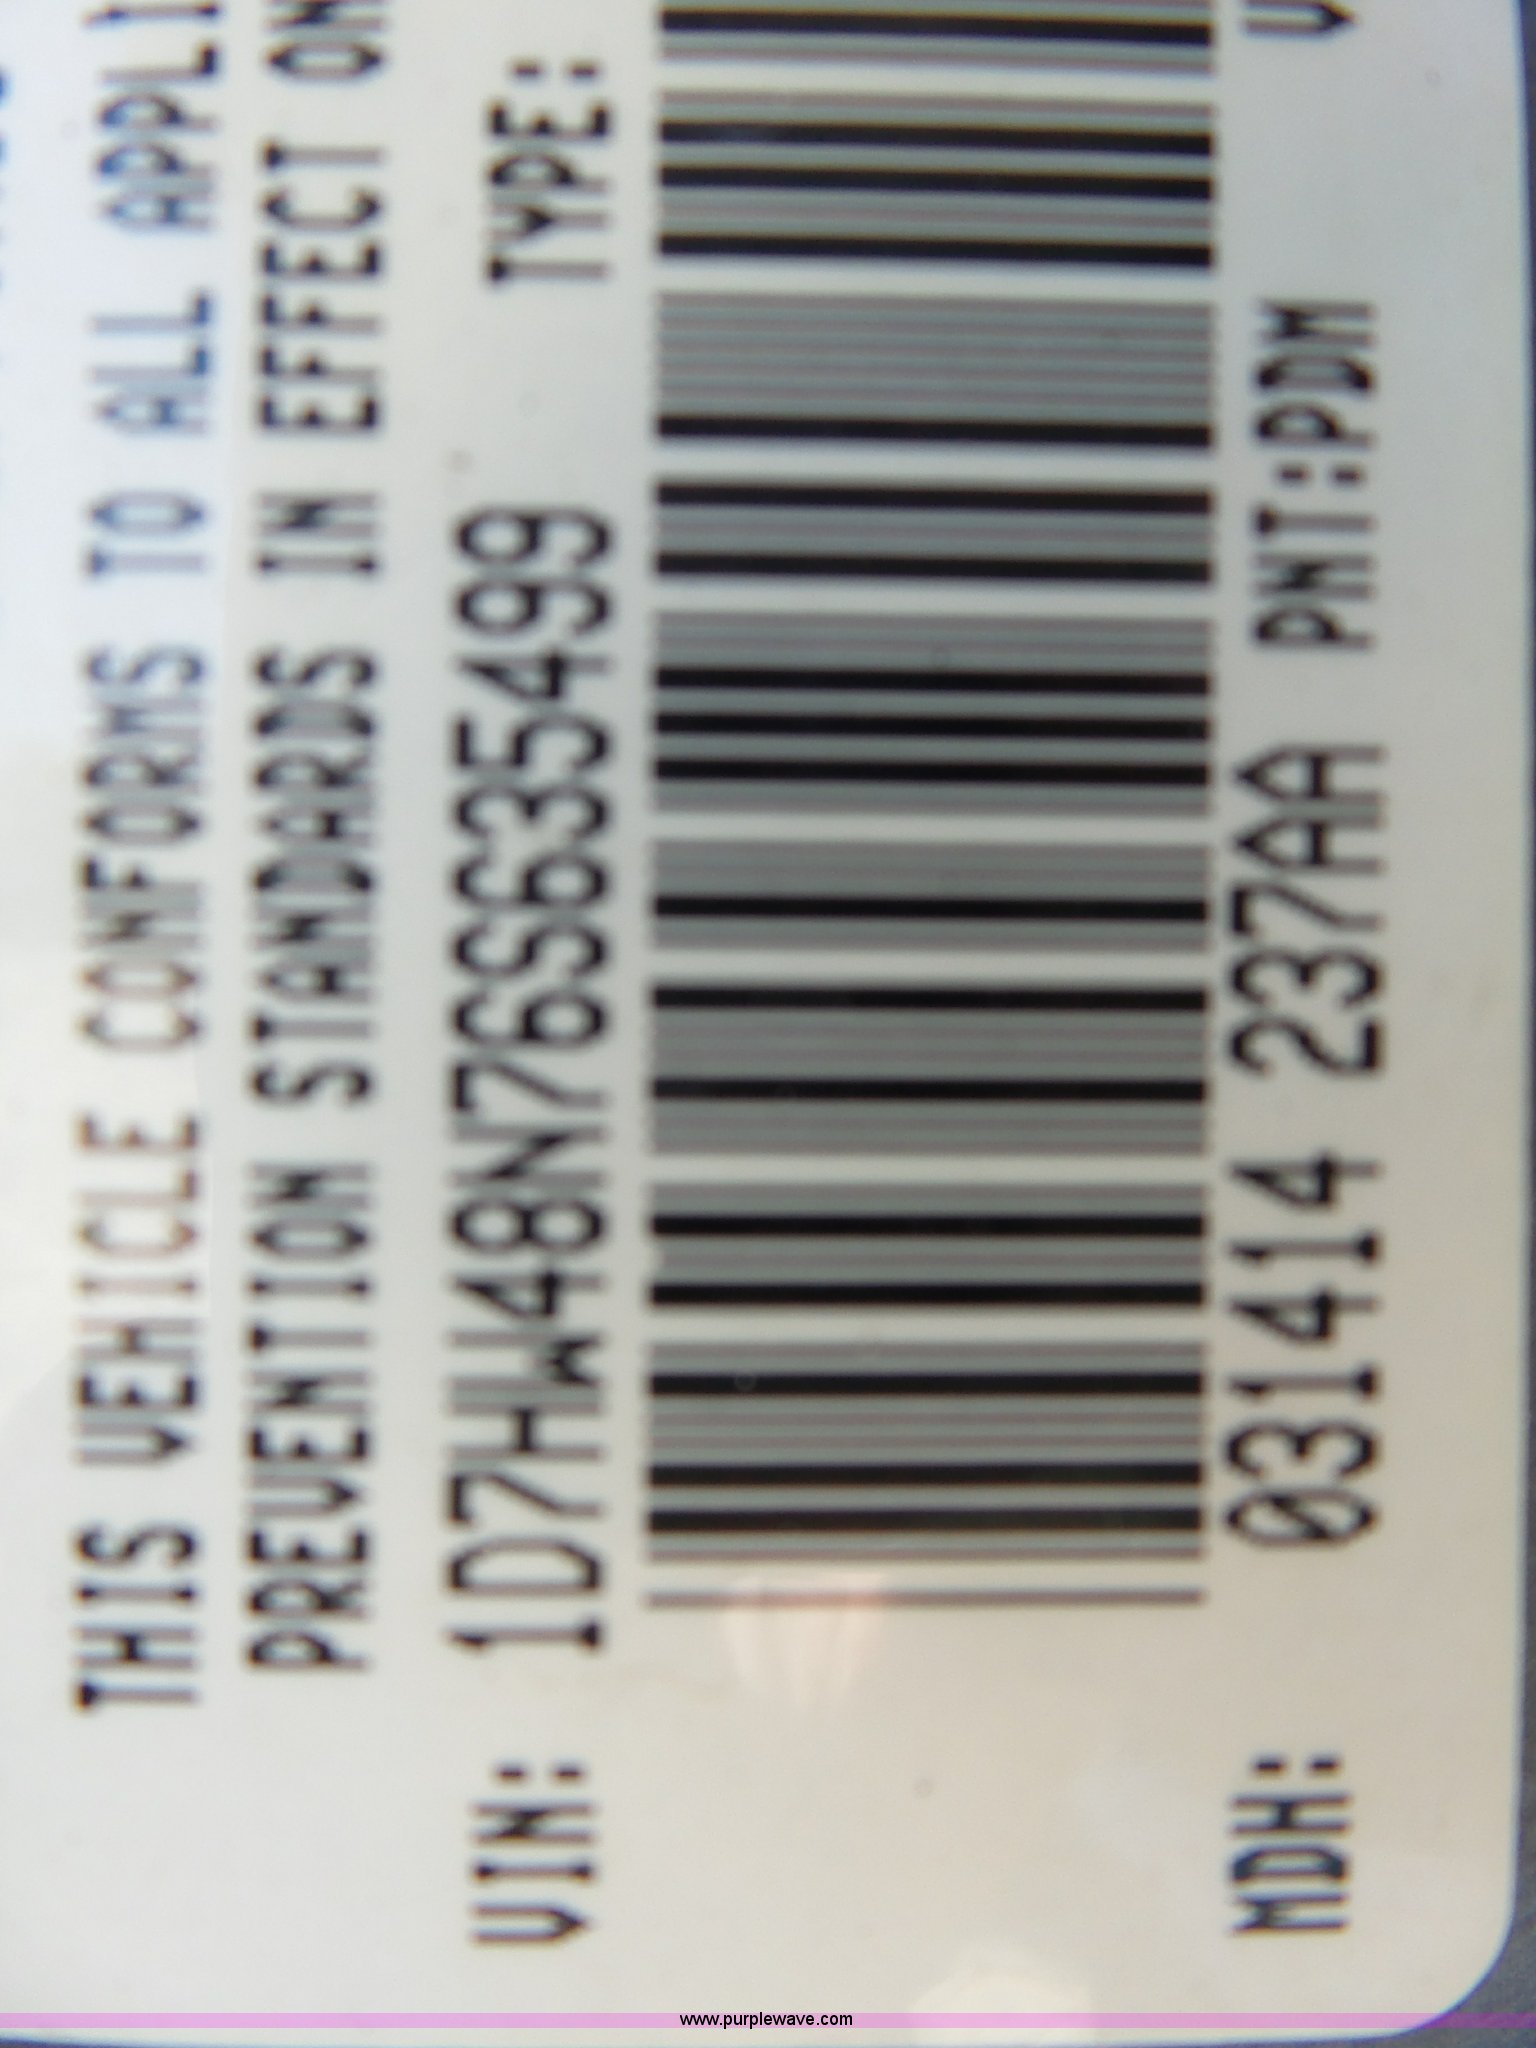 THIS VEHICLE CONFORMS TO ALL APPLI
PREVENTION STANDARDS IN EFFECT ON
VIN: 1D7HW48N76S635499 TYPE:
MDH: 031414 237AA PNT:PDM V
www.purplewave.com